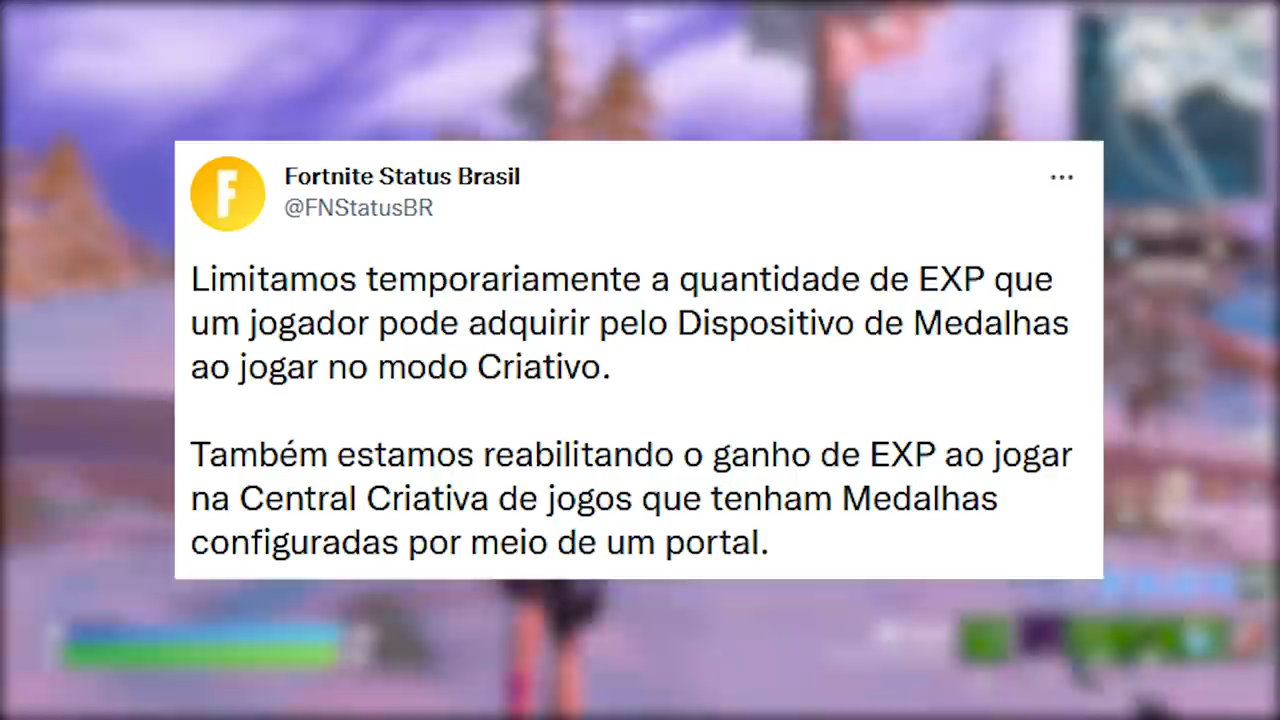 Fortnite Status Brasil
@FNStatusBR
Limitamos temporariamente a quantidade de EXP que
um jogador pode adquirir pelo Dispositivo de Medalhas
ao jogar no modo Criativo.
Também estamos reabilitando o ganho de EXP ao jogar
na Central Criativa de jogos que tenham Medalhas
configuradas por meio de um portal.